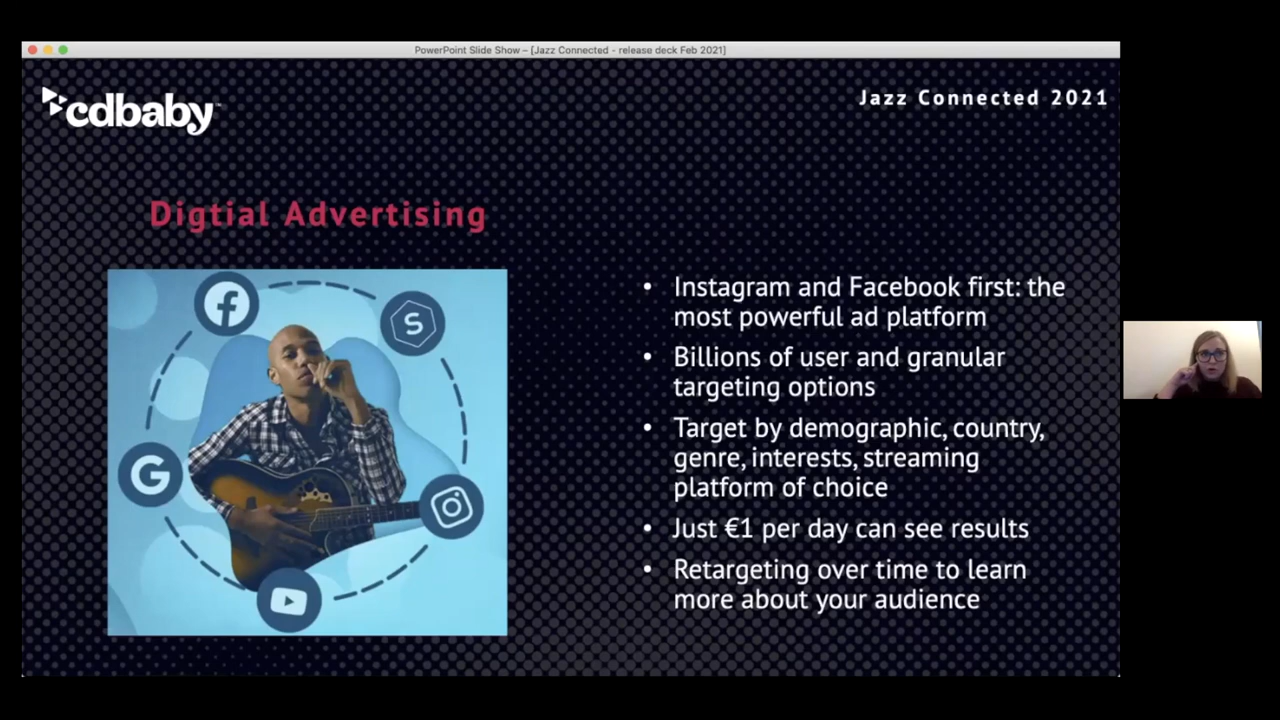 PowerPoint Slide Show – [Jazz Connected - release deck Feb 2021]
cdbaby
Jazz Connected 2021
Digtial Advertising
• Instagram and Facebook first: the
most powerful ad platform
• Billions of user and granular
targeting options
• Target by demographic, country,
genre, interests, streaming
platform of choice
• Just €1 per day can see results
• Retargeting over time to learn
more about your audience
f
S
G